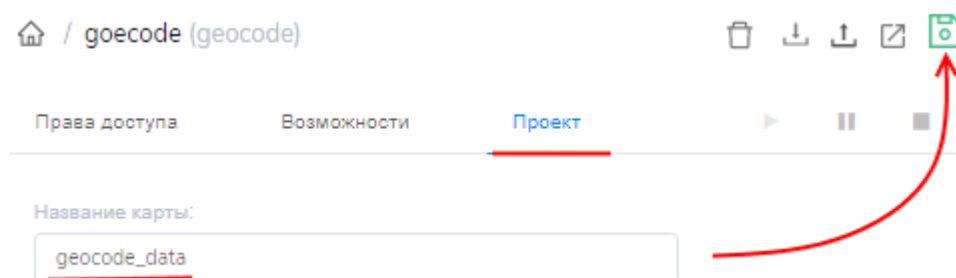 / goecode (geocode)
Права доступа Возможности Проект
Название карты:
geocode_data